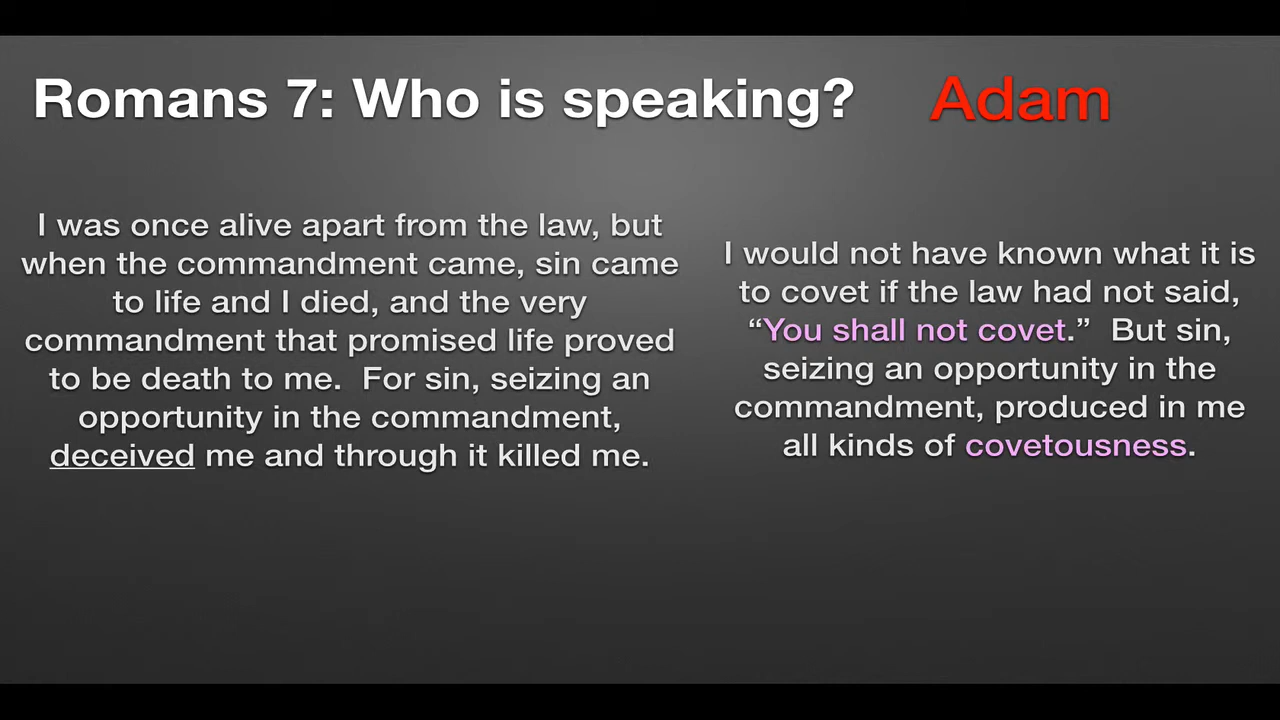 Romans 7: Who is speaking? Adam
I was once alive apart from the law, but
when the commandment came, sin came
to life and I died, and the very
commandment that promised life proved
to be death to me.  For sin, seizing an
opportunity in the commandment,
deceived me and through it killed me.
I would not have known what it is
to covet if the law had not said,
“You shall not covet.”  But sin,
seizing an opportunity in the
commandment, produced in me
all kinds of covetousness.